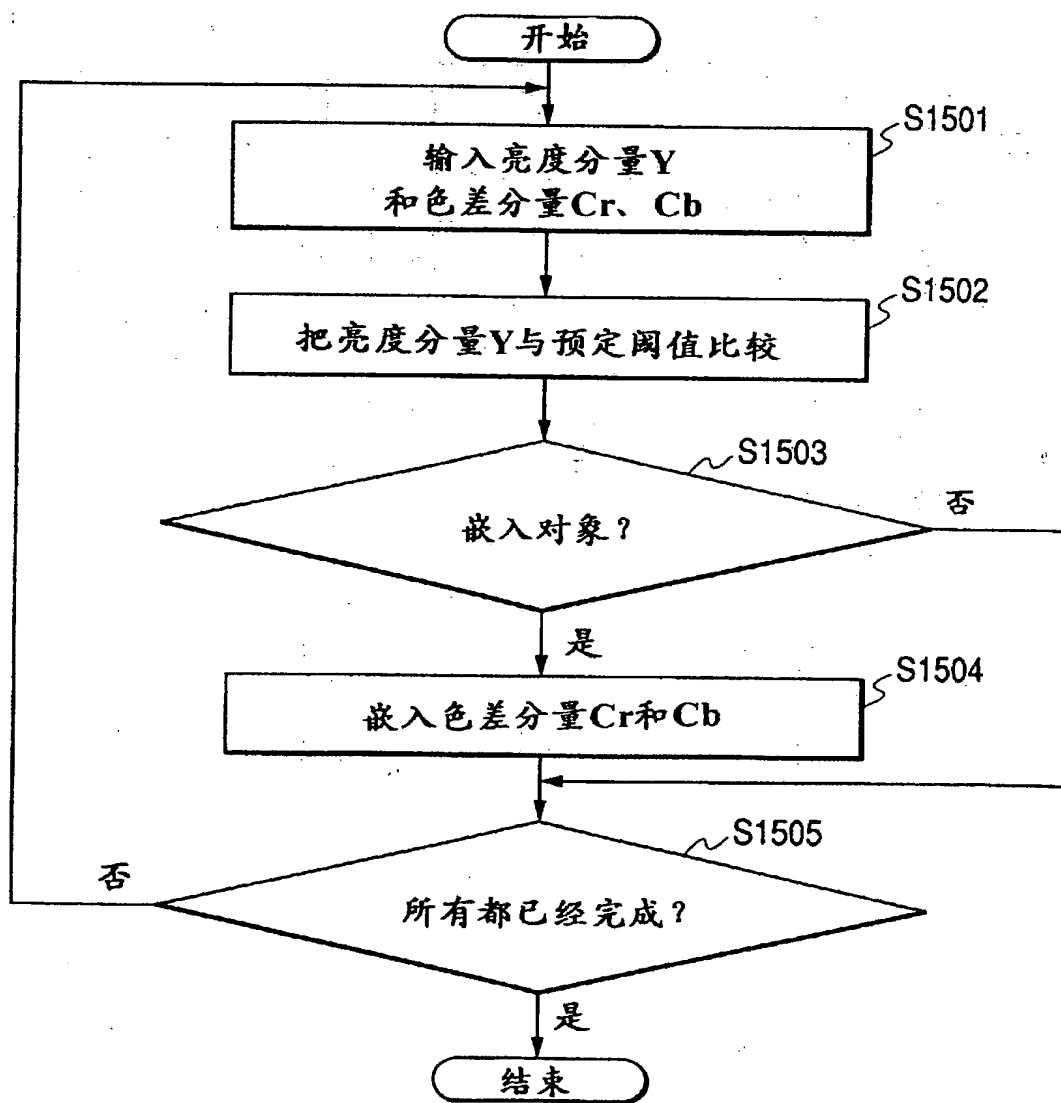 开始
S1501
输入亮度分量Y
和色差分量Cr、Cb
S1502
把亮度分量Y与预定阈值比较
S1503
否
嵌入对象？
是
S1504
嵌入色差分量Cr和Cb
S1505
否
所有都已经完成？
是
结束